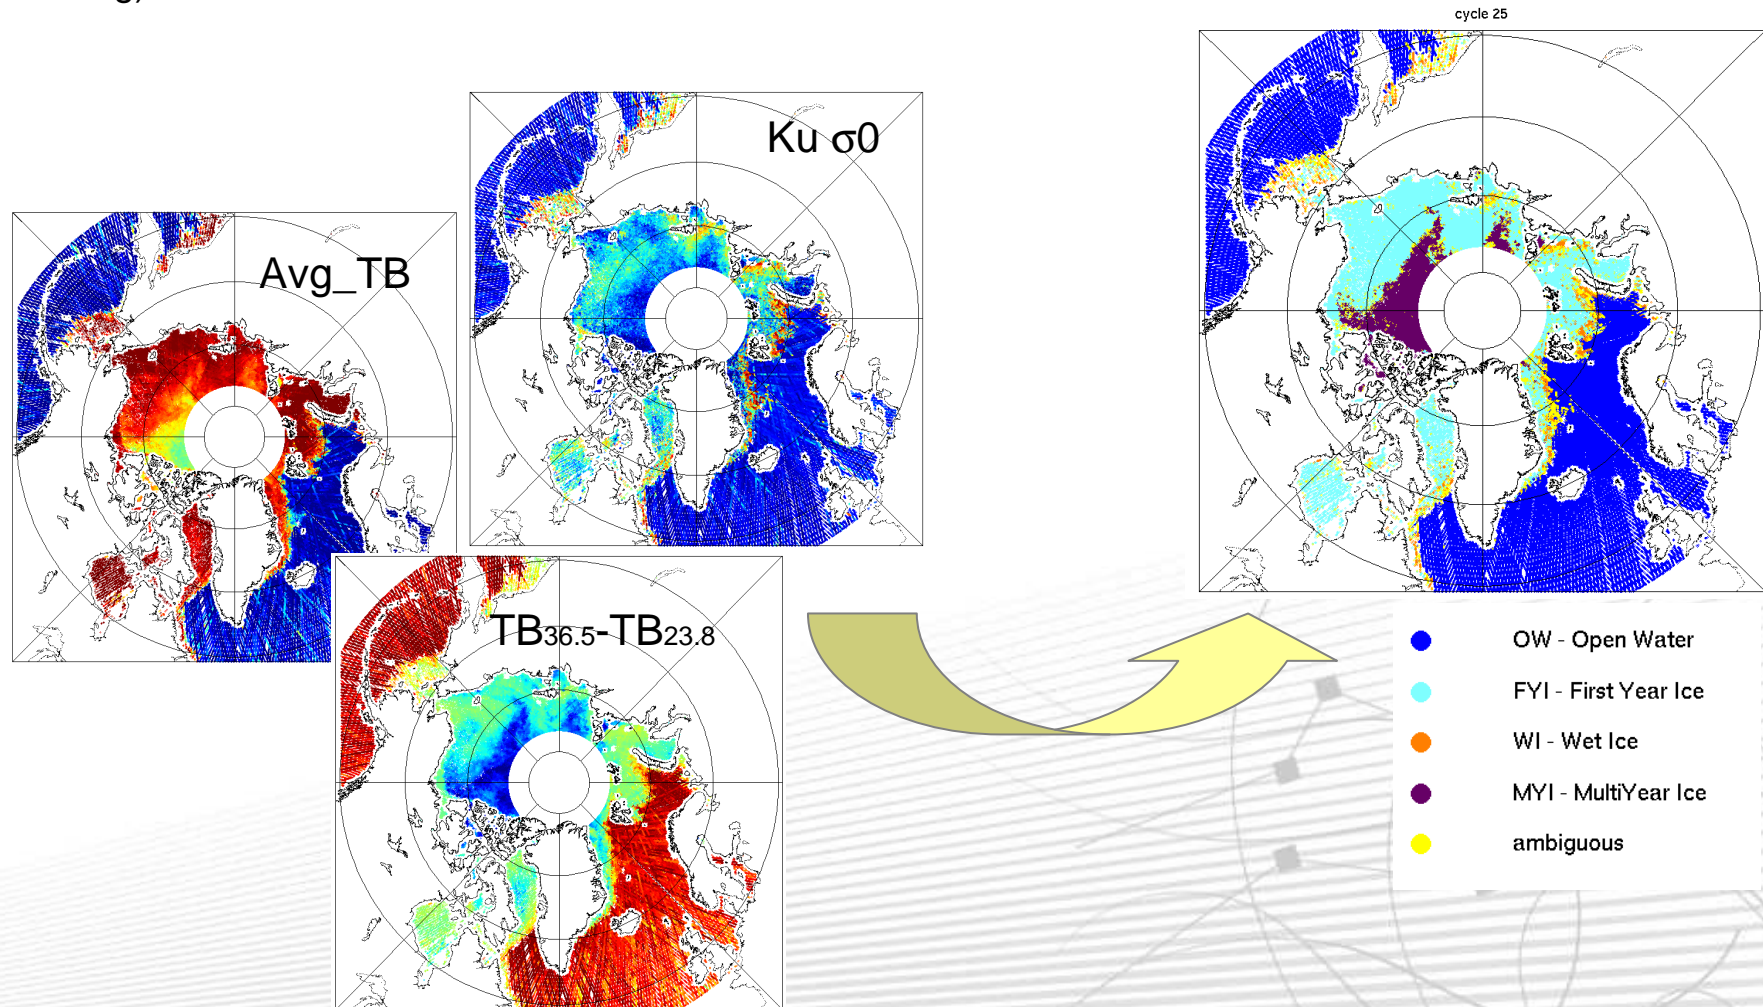 cycle 25
Ku σ0
Avg_TB
TB36.5-TB23.8
OW - Open Water
FYI - First Year Ice
WI - Wet Ice
MYI - MultiYear Ice
ambiguous